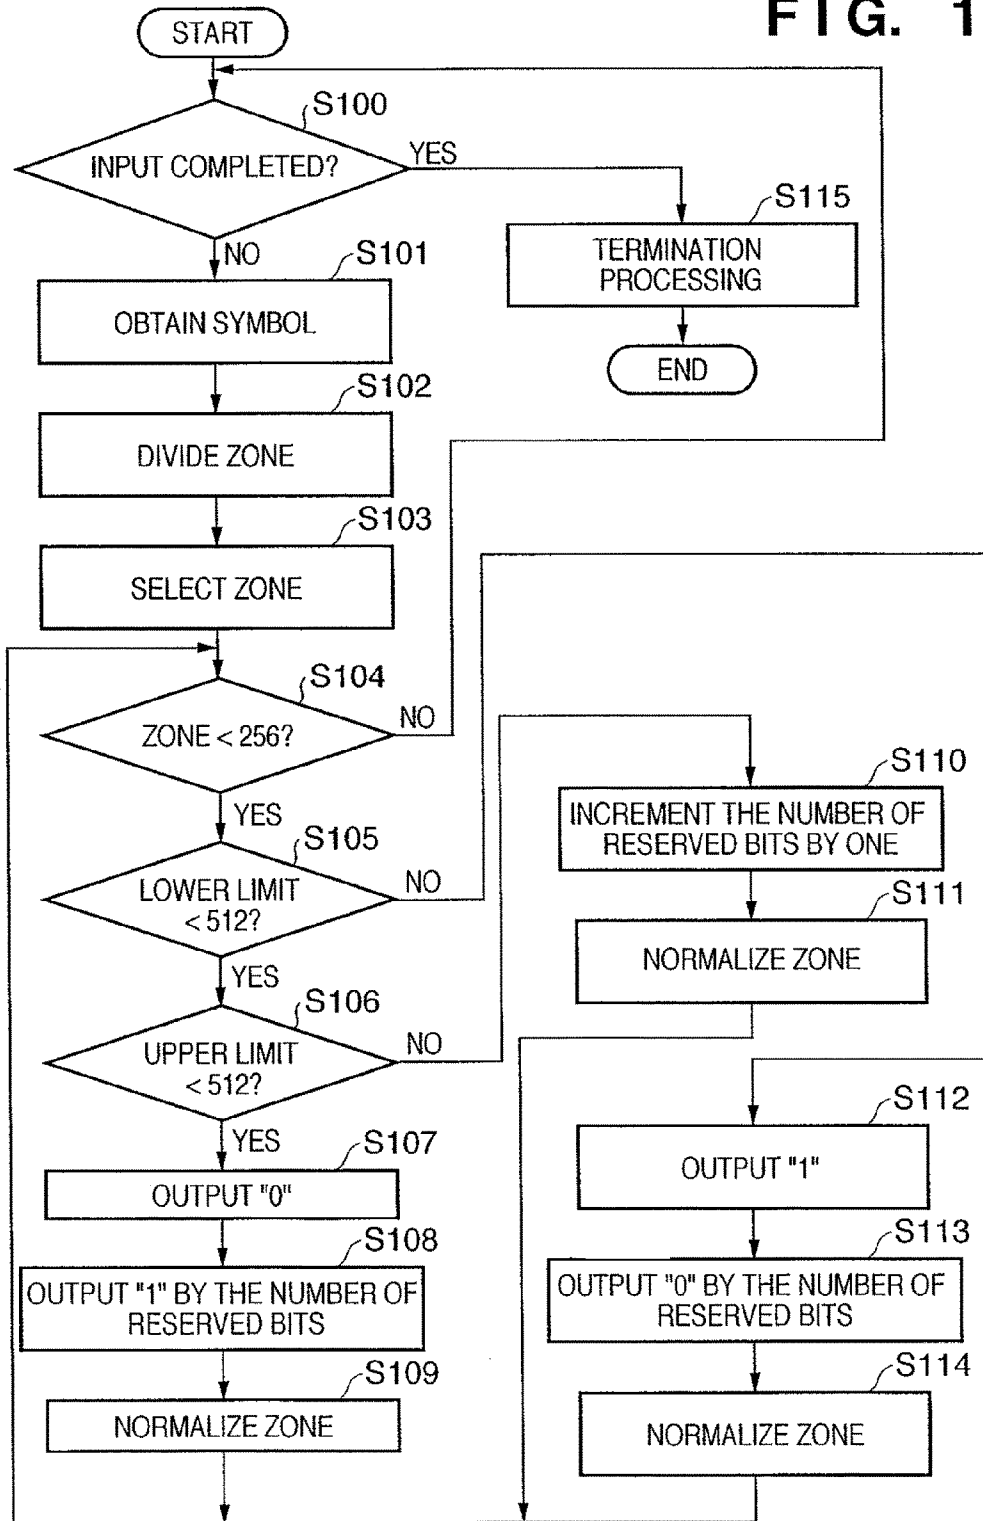 FIG. 1
START
S100
INPUT COMPLETED?
YES
S115
TERMINATION
PROCESSING
END
NO
S101
OBTAIN SYMBOL
S102
DIVIDE ZONE
S103
SELECT ZONE
S104
ZONE < 256?
NO
YES
S105
LOWER LIMIT
< 512?
NO
YES
S106
UPPER LIMIT
< 512?
NO
YES
S107
OUTPUT "0"
S108
OUTPUT "1" BY THE NUMBER OF
RESERVED BITS
S109
NORMALIZE ZONE
S110
INCREMENT THE NUMBER OF
RESERVED BITS BY ONE
S111
NORMALIZE ZONE
S112
OUTPUT "1"
S113
OUTPUT "0" BY THE NUMBER OF
RESERVED BITS
S114
NORMALIZE ZONE